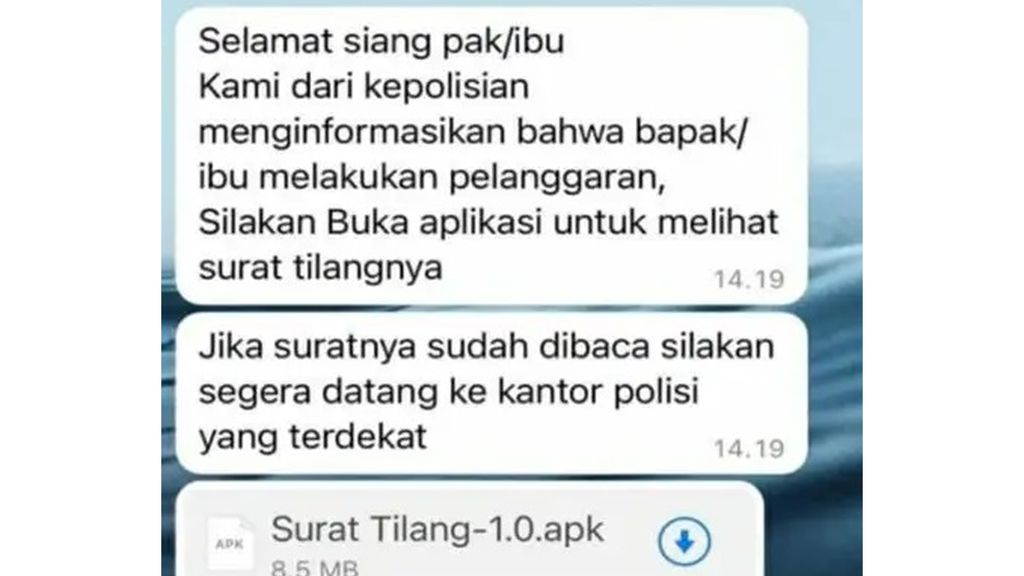 Selamat siang pak/ibu
Kami dari kepolisian
menginformasikan bahwa bapak/
ibu melakukan pelanggaran,
Silakan Buka aplikasi untuk melihat
surat tilangnya
14.19
Jika suratnya sudah dibaca silakan
segera datang ke kantor polisi
yang terdekat
14.19
APK
Surat Tilang-1.0.apk
8,5 MB